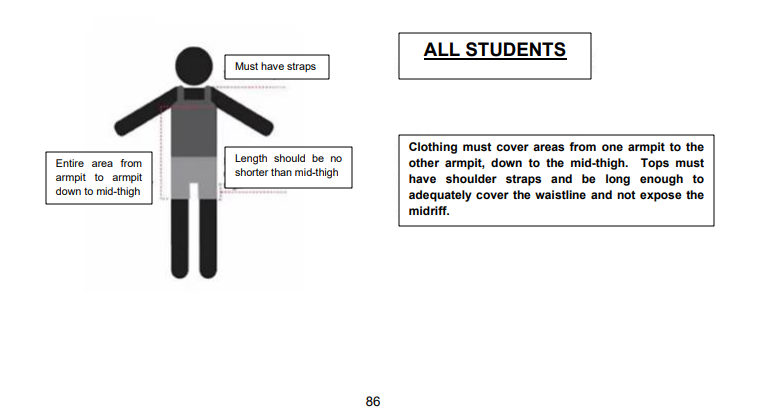 Must have straps
ALL STUDENTS
Entire area from
armpit to armpit
down to mid-thigh
Length should be no
shorter than mid-thigh
Clothing must cover areas from one armpit to the
other armpit, down to the mid-thigh. Tops must
have shoulder straps and be long enough to
adequately cover the waistline and not expose the
midriff.
86